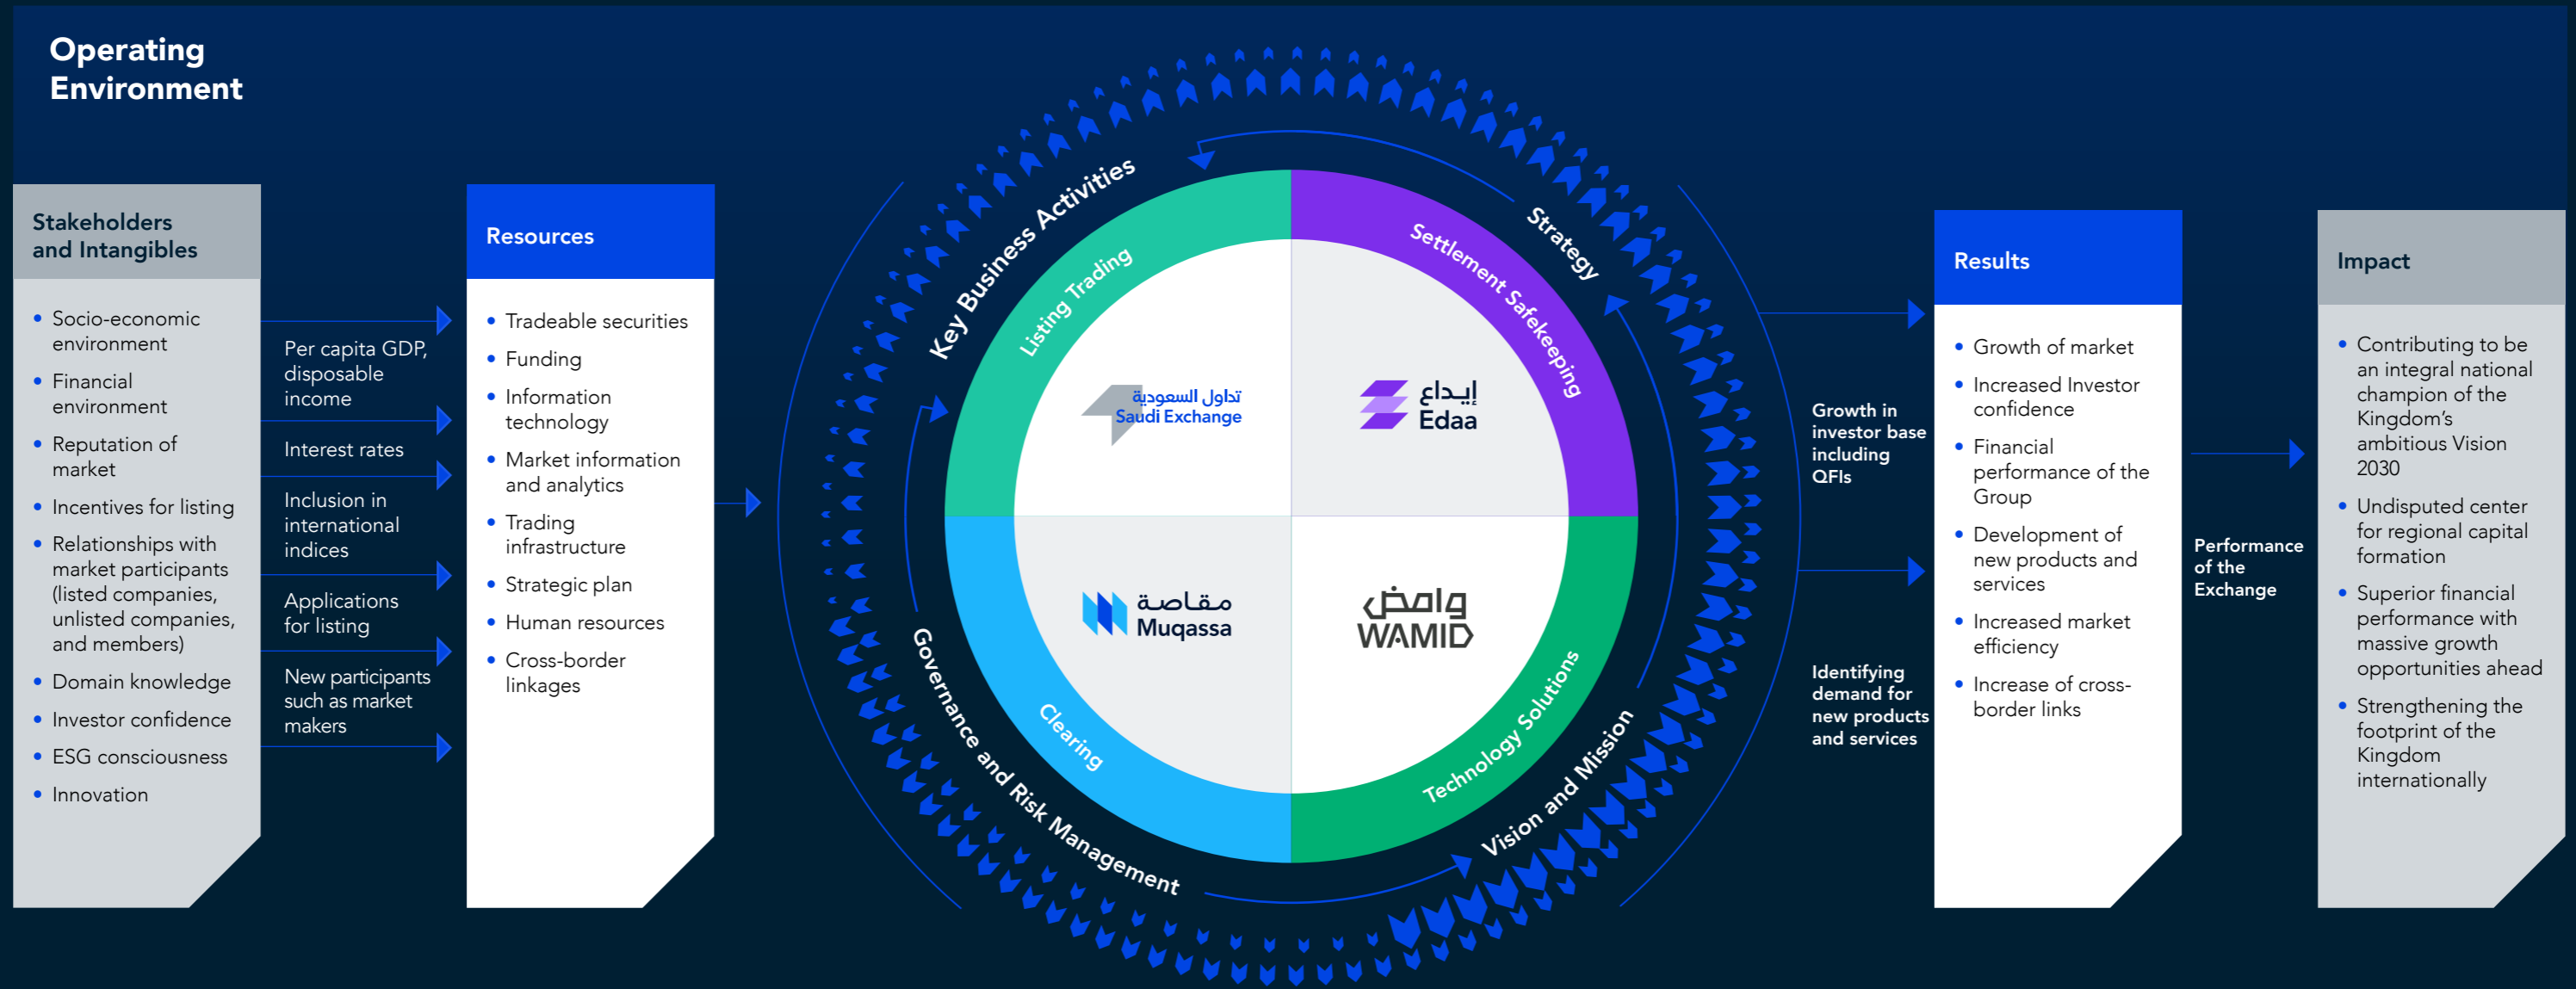 Operating
Environment
Stakeholders
and Intangibles
Socio-economic
environment
Financial
environment
Reputation of
market
Incentives for listing
Relationships with
market participants
(listed companies,
unlisted companies,
and members)
Domain knowledge
Investor confidence
ESG consciousness
Innovation
Per capita GDP,
disposable
income
Interest rates
Inclusion in
international
indices
Applications
for listing
New participants
such as market
makers
Resources
Tradeable securities
Funding
Information
technology
Market information
and analytics
Trading
infrastructure
Strategic plan
Human resources
Cross-border
linkages
Key Business Activities
Strategy
Governance and Risk Management
Vision and Mission
Listing Trading
Settlement Safekeeping
Clearing
Technology Solutions
تداول السعودية
Saudi Exchange
إيداع
Edaa
مقاصة
Muqassa
وامض
WAMID
Growth in
investor base
including
QFIs
Identifying
demand for
new products
and services
Results
Growth of market
Increased Investor
confidence
Financial
performance of the
Group
Development of
new products and
services
Increased market
efficiency
Increase of cross-
border links
Performance
of the
Exchange
Impact
Contributing to be
an integral national
champion of the
Kingdom's
ambitious Vision
2030
Undisputed center
for regional capital
formation
Superior financial
performance with
massive growth
opportunities ahead
Strengthening the
footprint of the
Kingdom
internationally